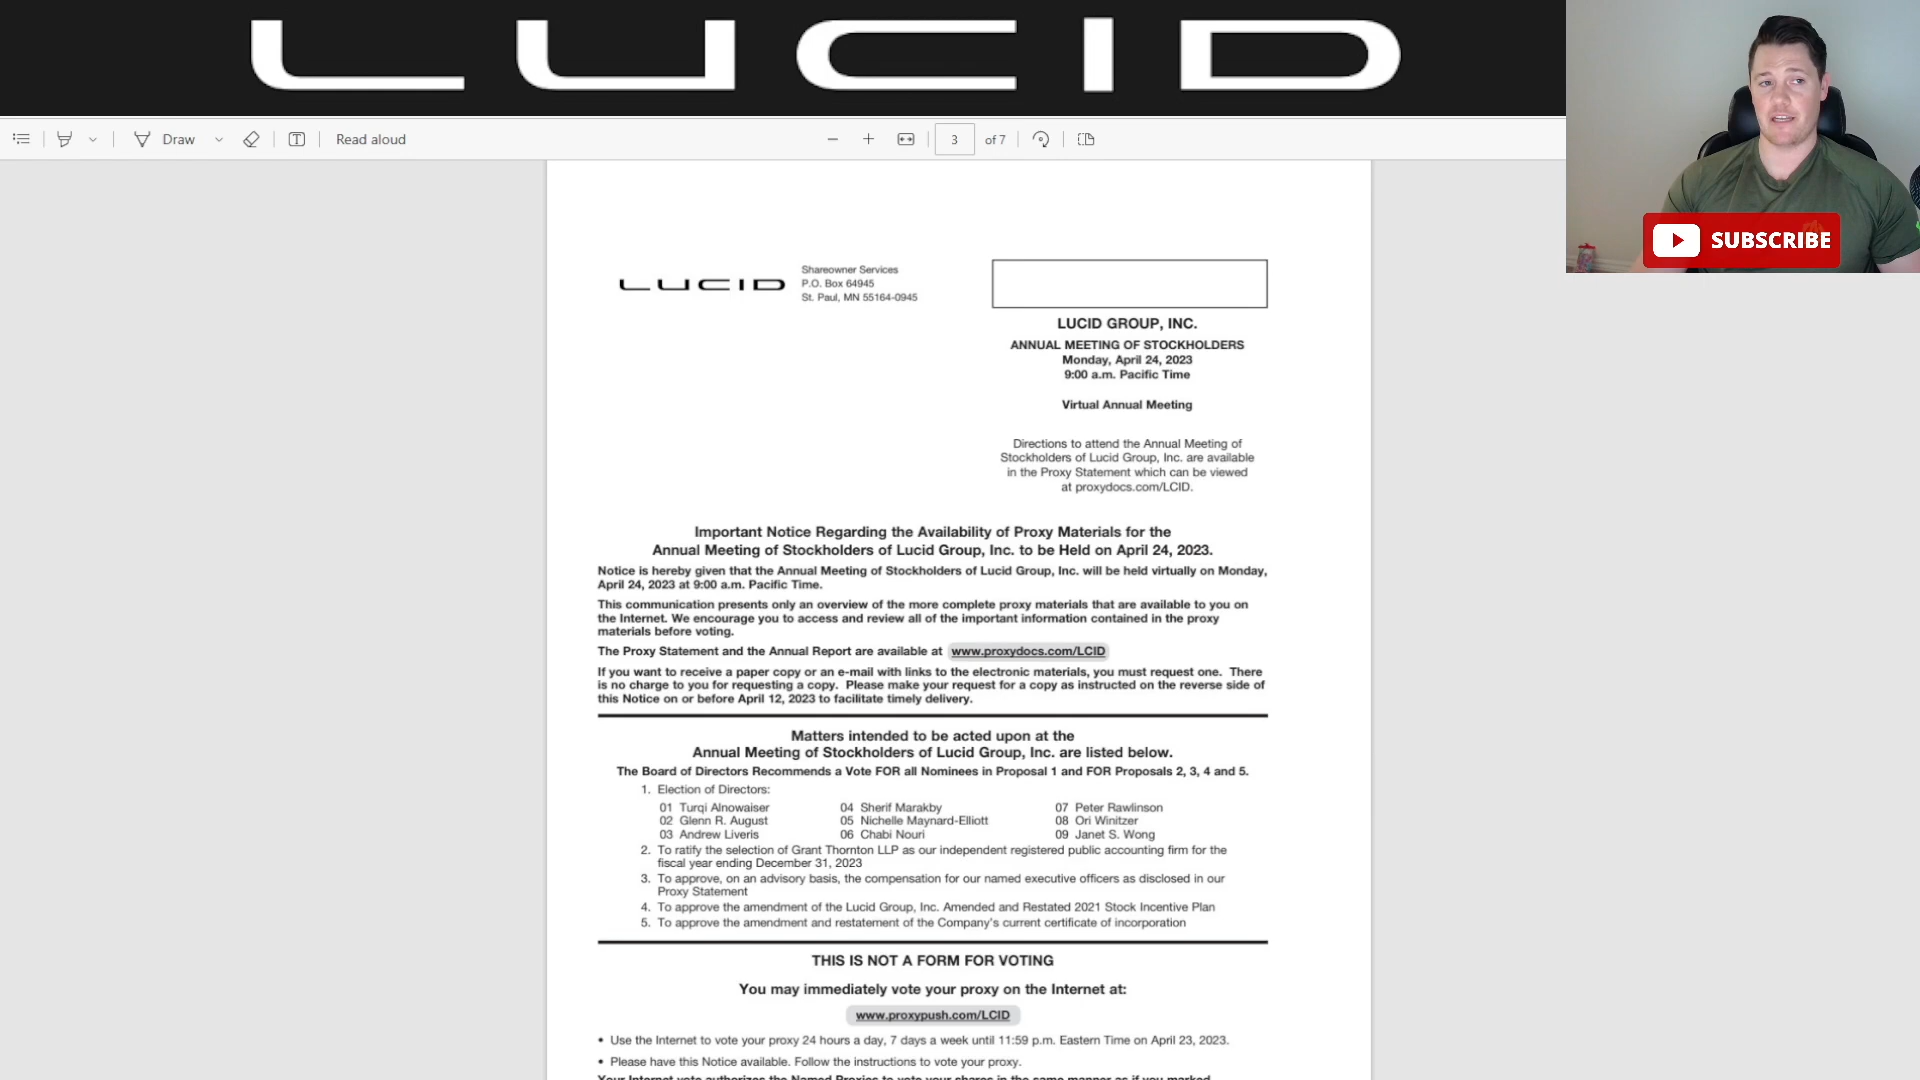 LUCID
Draw
Read aloud
3 of 7
SUBSCRIBE
LUCID
Shareowner Services
P.O. Box 64945
St. Paul, MN 55164-0945
LUCID GROUP, INC.
ANNUAL MEETING OF STOCKHOLDERS
Monday, April 24, 2023
9:00 a.m. Pacific Time
Virtual Annual Meeting
Directions to attend the Annual Meeting of
Stockholders of Lucid Group, Inc. are available
in the Proxy Statement which can be viewed
at proxydocs.com/LCID.
Important Notice Regarding the Availability of Proxy Materials for the
Annual Meeting of Stockholders of Lucid Group, Inc. to be Held on April 24, 2023.
Notice is hereby given that the Annual Meeting of Stockholders of Lucid Group, Inc. will be held virtually on Monday,
April 24, 2023 at 9:00 a.m. Pacific Time.
This communication presents only an overview of the more complete proxy materials that are available to you on
the Internet. We encourage you to access and review all of the important information contained in the proxy
materials before voting.
The Proxy Statement and the Annual Report are available at www.proxydocs.com/LCID
If you want to receive a paper copy or an e-mail with links to the electronic materials, you must request one. There
is no charge to you for requesting a copy. Please make your request for a copy as instructed on the reverse side of
this Notice on or before April 12, 2023 to facilitate timely delivery.
Matters intended to be acted upon at the
Annual Meeting of Stockholders of Lucid Group, Inc. are listed below.
The Board of Directors Recommends a Vote FOR all Nominees in Proposal 1 and FOR Proposals 2, 3, 4 and 5.
1. Election of Directors:
01 Turqi Alnowaiser 04 Sherif Marakby 07 Peter Rawlinson
02 Glenn R. August 05 Nichelle Maynard-Elliott 08 Ori Winitzer
03 Andrew Liveris 06 Chabi Nouri 09 Janet S. Wong
2. To ratify the selection of Grant Thornton LLP as our independent registered public accounting firm for the
fiscal year ending December 31, 2023
3. To approve, on an advisory basis, the compensation for our named executive officers as disclosed in our
Proxy Statement
4. To approve the amendment of the Lucid Group, Inc. Amended and Restated 2021 Stock Incentive Plan
5. To approve the amendment and restatement of the Company's current certificate of incorporation
THIS IS NOT A FORM FOR VOTING
You may immediately vote your proxy on the Internet at:
www.proxypush.com/LCID
• Use the Internet to vote your proxy 24 hours a day, 7 days a week until 11:59 p.m. Eastern Time on April 23, 2023.
• Please have this Notice available. Follow the instructions to vote your proxy.
Your Internet vote authorizes the Named Proxies to vote your shares in the same manner as if you marked,